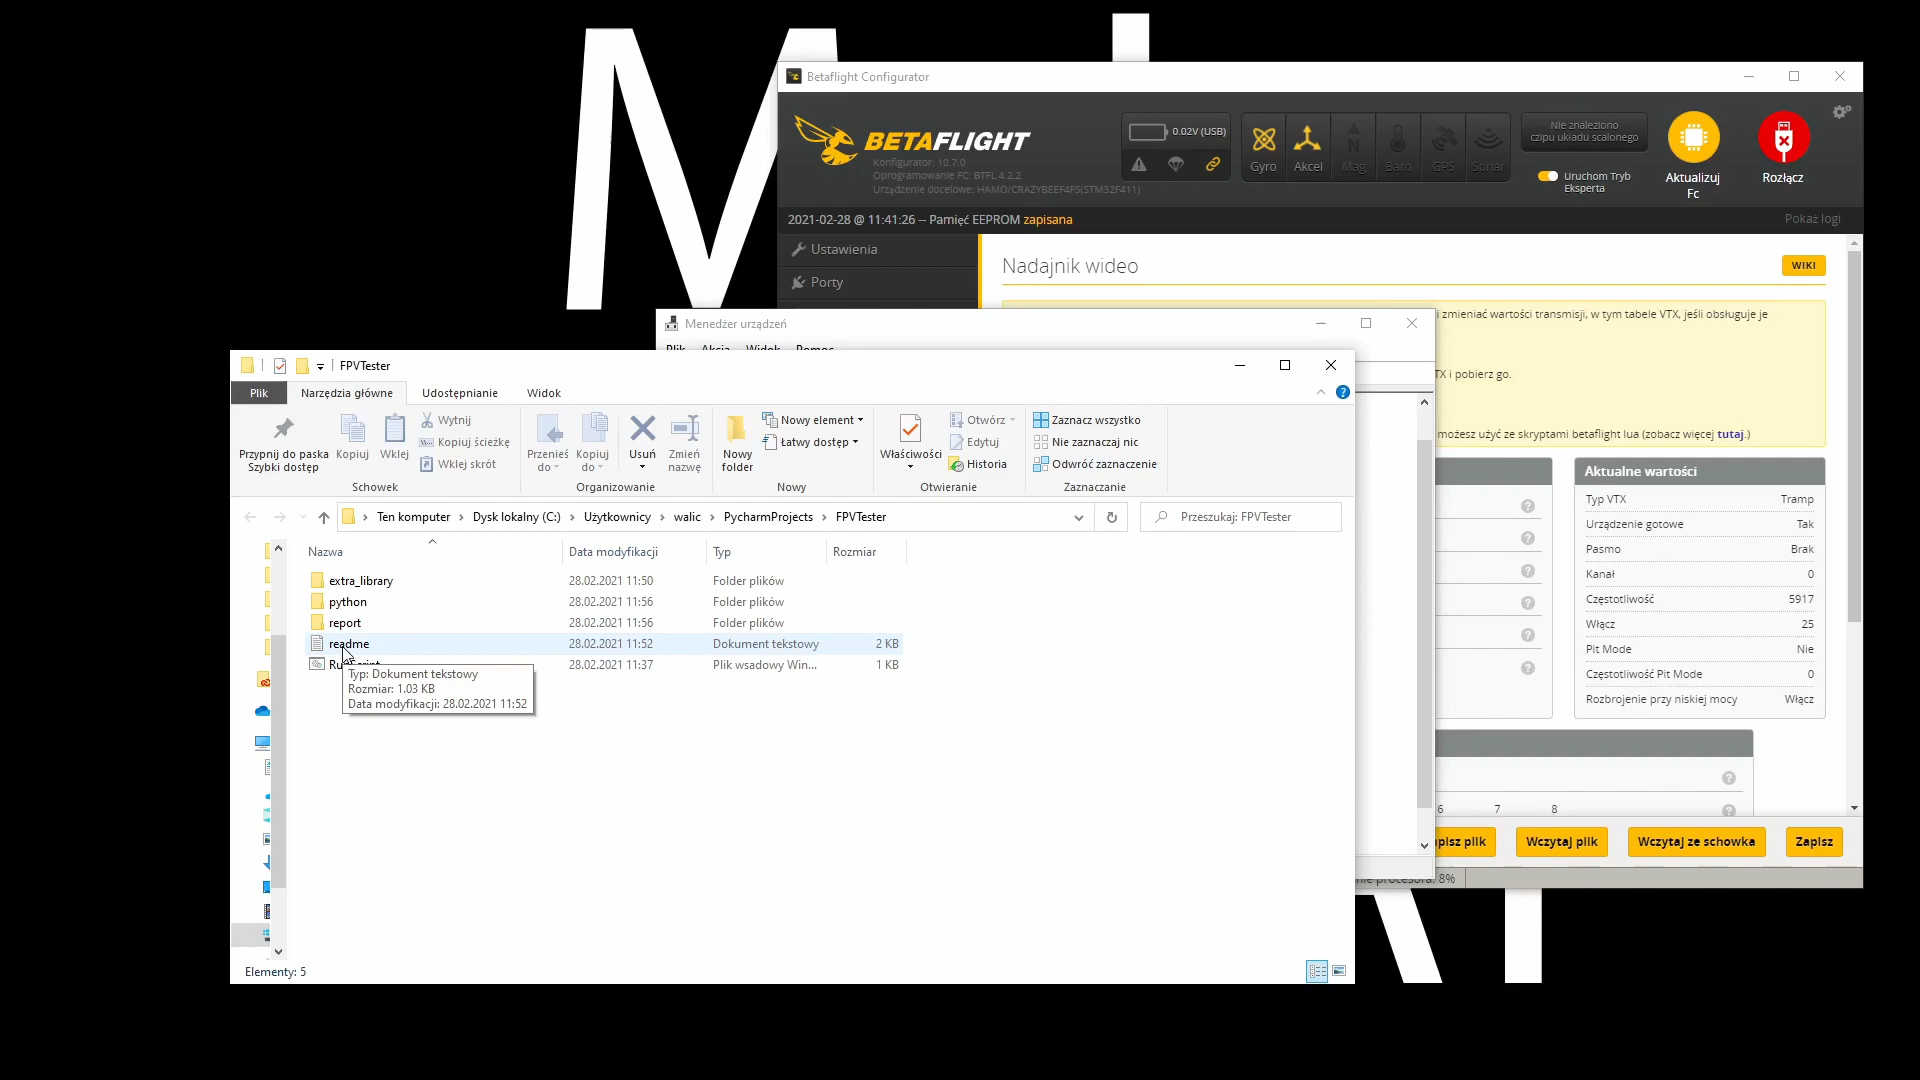 Betaflight Configurator
BETAFLIGHT
Konfigurator: 10.7.0
Oprogramowanie FC: BTFL 4.2.2
Urządzenie docelowe: HAMO/CRAZYBEEF4FS(STM32F411)
0.02V (USB)
Gyro
Akcel
Mag
Baro
GPS
Sonar
Nie znaleziono
czipu układu scalonego
Uruchom Tryb
Eksperta
Aktualizuj
Fc
Rozłącz
2021-02-28 @ 11:41:26 -- Pamięć EEPROM zapisana
Pokaż logi
Ustawienia
Porty
Nadajnik wideo
WIKI
i zmieniać wartości transmisji, w tym tabele VTX, jeśli obsługuje je
TX i pobierz go.
możesz użyć ze skryptami betaflight lua (zobacz więcej tutaj.)
Aktualne wartości
Typ VTX Tramp
Urządzenie gotowe Tak
Pasmo Brak
Kanał 0
Częstotliwość 5917
Włącz 25
Pit Mode Nie
Częstotliwość Pit Mode 0
Rozbrojenie przy niskiej mocy Włącz
6 7 8
pisz plik
Wczytaj plik
Wczytaj ze schowka
Zapisz
procesora: 8%
Menedżer urządzeń
Plik Akcja Widok Pomoc
FPVTester
Plik
Narzędzia główne
Udostępnianie
Widok
Przypnij do paska
Szybki dostęp
Kopiuj
Wklej
Wytnij
Kopiuj ścieżkę
Wklej skrót
Schowek
Przenieś
do
Kopiuj
do
Usuń
Zmień
nazwę
Organizowanie
Nowy
folder
Nowy element
Łatwy dostęp
Nowy
Właściwości
Otwórz
Edytuj
Historia
Otwieranie
Zaznacz wszystko
Nie zaznaczaj nic
Odwróć zaznaczenie
Zaznaczanie
Ten komputer > Dysk lokalny (C:) > Użytkownicy > walic > PycharmProjects > FPVTester
Przeszukaj: FPVTester
Nazwa Data modyfikacji Typ Rozmiar
extra_library 28.02.2021 11:50 Folder plików
python 28.02.2021 11:56 Folder plików
report 28.02.2021 11:56 Folder plików
readme 28.02.2021 11:52 Dokument tekstowy 2 KB
28.02.2021 11:37 Plik wsadowy Win... 1 KB
Typ: Dokument tekstowy
Rozmiar: 1.03 KB
Data modyfikacji: 28.02.2021 11:52
Elementy: 5